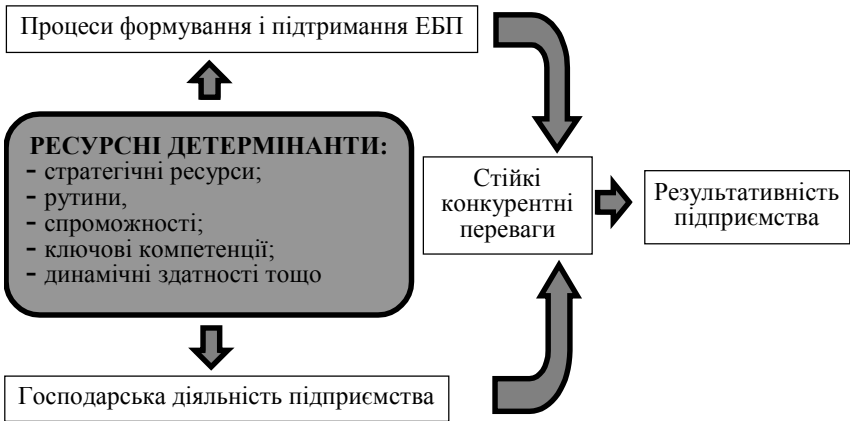 Процеси формування і підтримання ЕБП
РЕСУРСНІ ДЕТЕРМІНАНТИ:
- стратегічні ресурси;
- рутини,
- спроможності;
- ключові компетенції;
- динамічні здатності тощо
Стійкі
конкурентні
переваги
Результативність
підприємства
Господарська діяльність підприємства